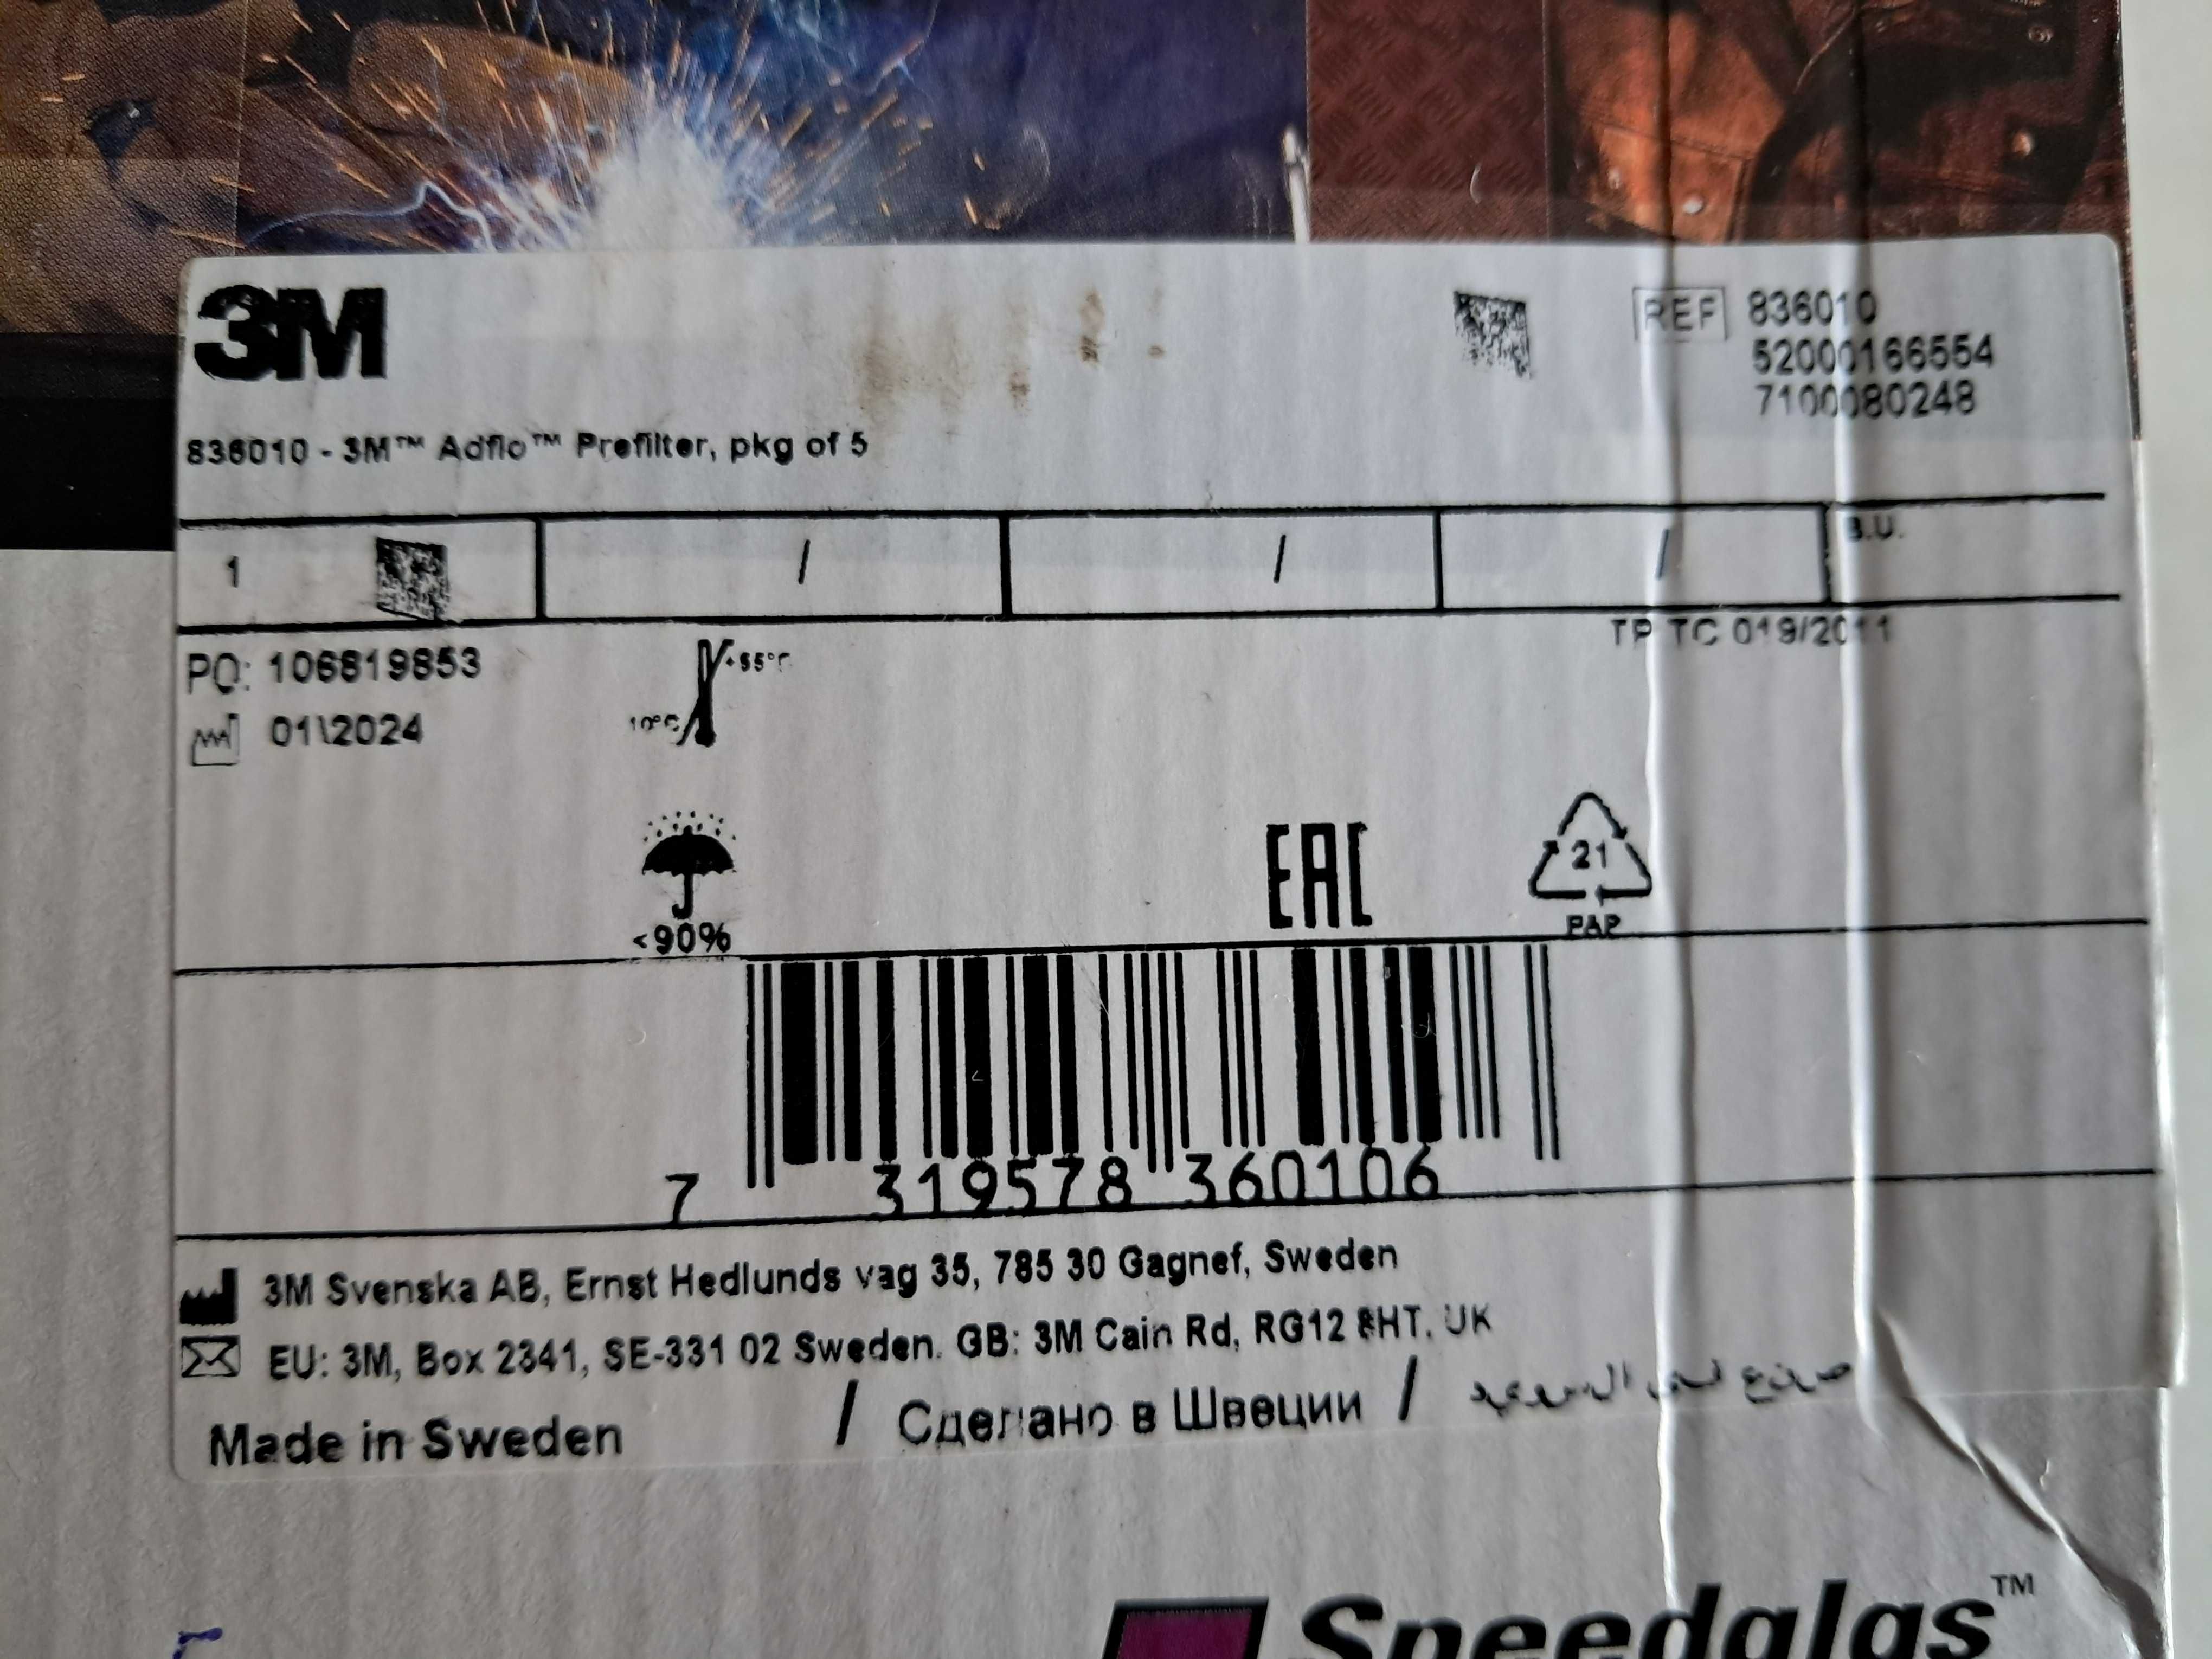 3M
REF 836010
52000166554
7100080248
836010 - 3M™ Adflo™ Prefilter, pkg of 5
1 / / / B.U.
TP TC 019/2011
PO: 106819853
+55°C
10°C
01\2024
<90%
EAC
21
PAP
7 319578 360106
3M Svenska AB, Ernst Hedlunds vag 35, 785 30 Gagnef, Sweden
EU: 3M, Box 2341, SE-331 02 Sweden. GB: 3M Cain Rd, RG12 8HT, UK
Made in Sweden / Сделано в Швеции / صنع في السويد
Speedglas™